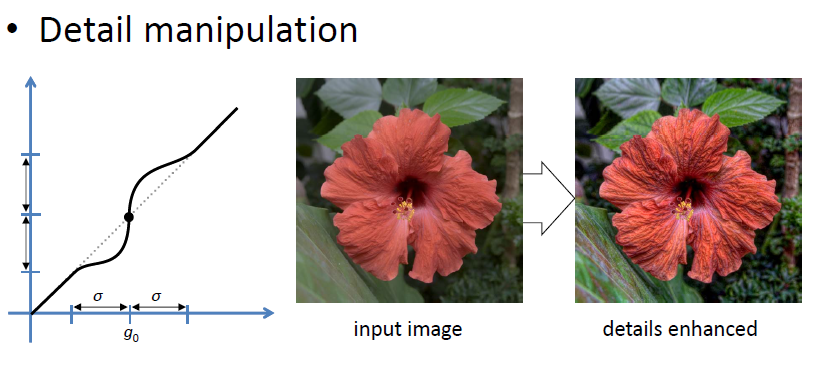 • Detail manipulation
σ σ
g₀
input image
details enhanced